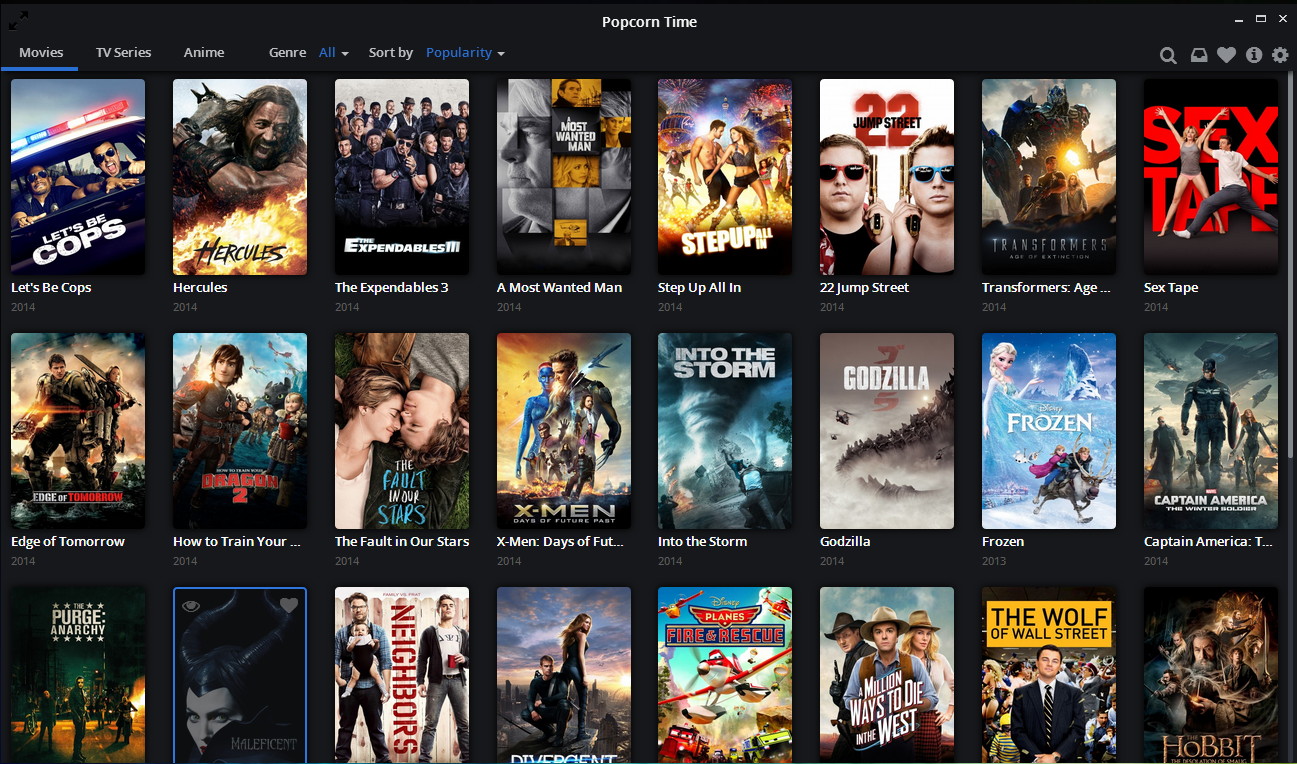 Popcorn Time
Movies TV Series Anime Genre All Sort by Popularity
LET'S BE
COPS
HERCULES
THE
EXPENDABLES III
A MOST
WANTED
MAN
STEP UP ALL
IN
22
JUMP STREET
TRANSFORMERS
AGE OF EXTINCTION
SEX
TAPE
Let's Be Cops
2014
Hercules
2014
The Expendables 3
2014
A Most Wanted Man
2014
Step Up All In
2014
22 Jump Street
2014
Transformers: Age ...
2014
Sex Tape
2014
EDGE OF TOMORROW
HOW TO TRAIN YOUR
DRAGON
2
THE
FAULT
IN OUR
STARS
X-MEN
DAYS OF FUTURE PAST
INTO THE
STORM
GODZILLA
Disney
FROZEN
MARVEL
CAPTAIN AMERICA
THE WINTER SOLDIER
Edge of Tomorrow
2014
How to Train Your ...
2014
The Fault in Our Stars
2014
X-Men: Days of Fut...
2014
Into the Storm
2014
Godzilla
2014
Frozen
2013
Captain America: T...
2014
THE
PURGE:
ANARCHY
MALEFICENT
FAMILY VS. FRAT
NEIGHBORS
ΔΨ
DIVERGENT
Disney
PLANES
FIRE & RESCUE
A MILLION
WAYS TO DIE
IN THE WEST
THE WOLF
OF WALL STREET
THE
HOBBIT
THE DESOLATION OF SMAUG